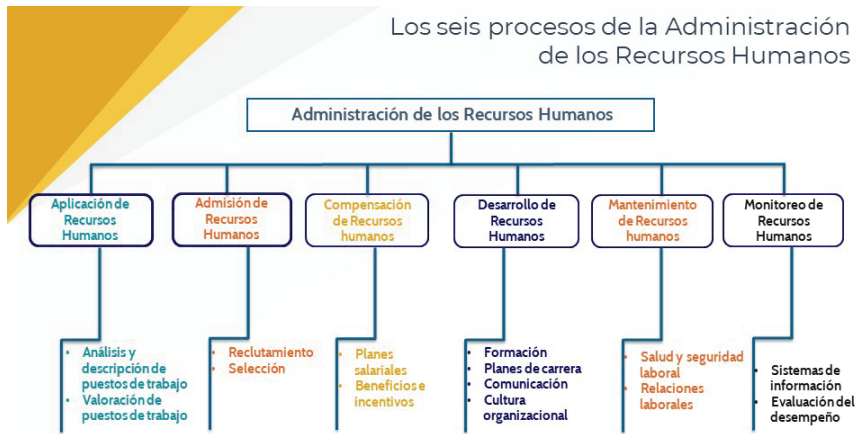 Los seis procesos de la Administración
de los Recursos Humanos
Administración de los Recursos Humanos
Aplicación de
Recursos
Humanos
Admisión de
Recursos
Humanos
Compensación
de Recursos
humanos
Desarrollo de
Recursos
Humanos
Mantenimiento
de Recursos
humanos
Monitoreo de
Recursos
Humanos
• Análisis y
descripción de
puestos de trabajo
• Valoración de
puestos de trabajo
• Reclutamiento
• Selección
• Planes
salariales
• Beneficios e
incentivos
• Formación
• Planes de carrera
• Comunicación
• Cultura
organizacional
• Salud y seguridad
laboral
• Relaciones
laborales
• Sistemas de
información
• Evaluación del
desempeño